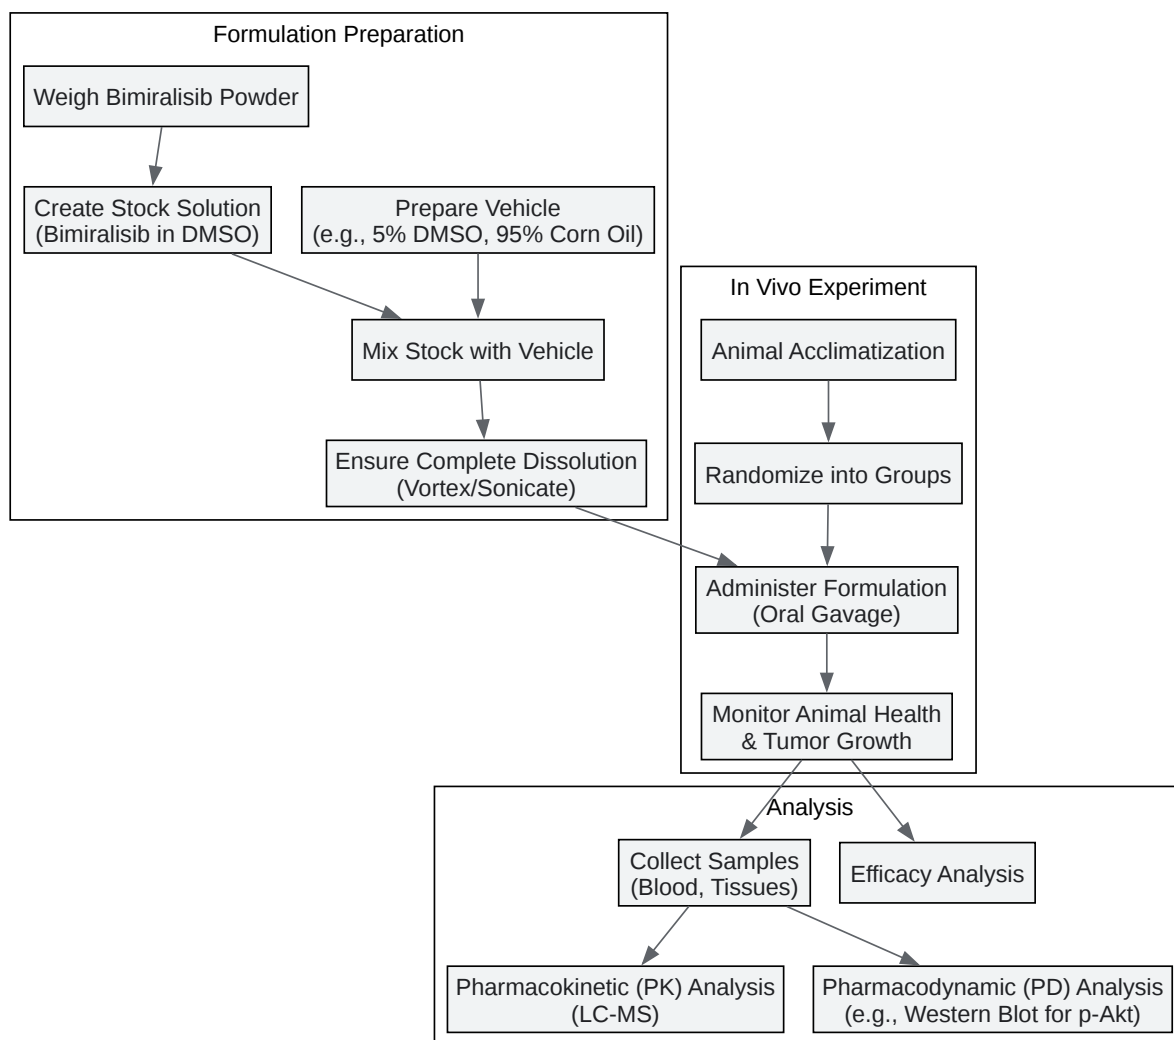 Formulation Preparation
Weigh Bimiralisib Powder
Create Stock Solution
(Bimiralisib in DMSO)
Prepare Vehicle
(e.g., 5% DMSO, 95% Corn Oil)
Mix Stock with Vehicle
Ensure Complete Dissolution
(Vortex/Sonicate)
In Vivo Experiment
Animal Acclimatization
Randomize into Groups
Administer Formulation
(Oral Gavage)
Monitor Animal Health
& Tumor Growth
Analysis
Collect Samples
(Blood, Tissues)
Efficacy Analysis
Pharmacokinetic (PK) Analysis
(LC-MS)
Pharmacodynamic (PD) Analysis
(e.g., Western Blot for p-Akt)